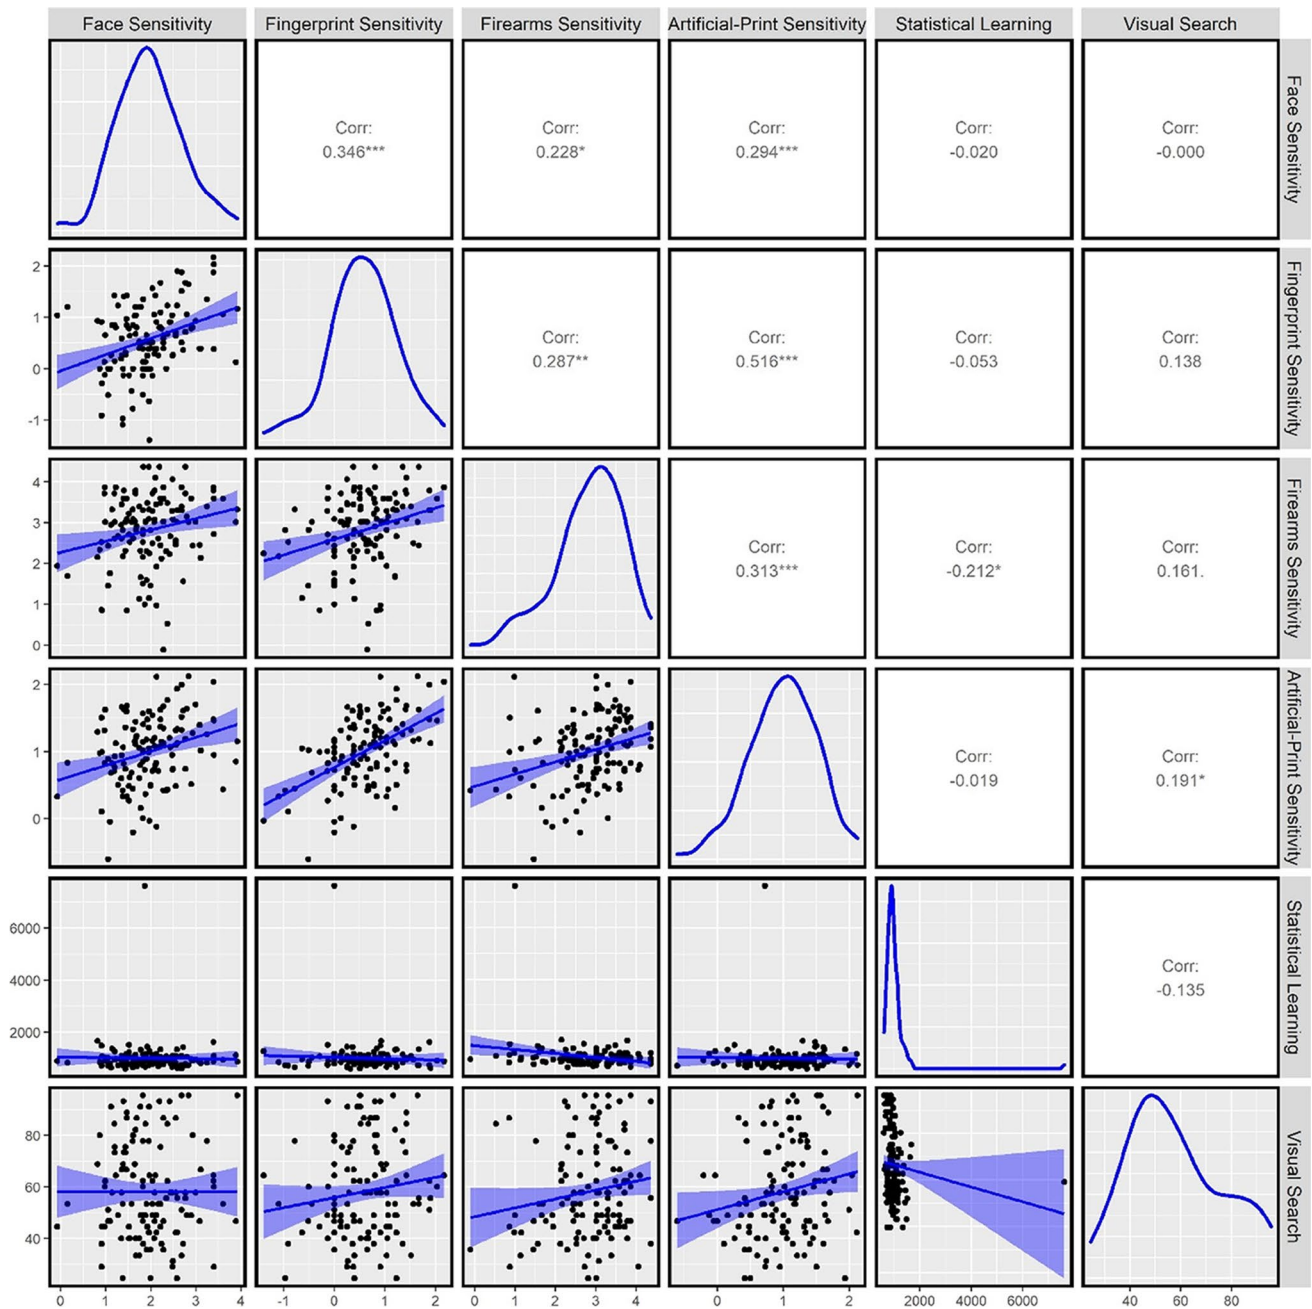 Face Sensitivity
Fingerprint Sensitivity
Firearms Sensitivity
Artificial-Print Sensitivity
Statistical Learning
Visual Search
Corr:
0.346***
Corr:
0.228*
Corr:
0.294***
Corr:
-0.020
Corr:
-0.000
Face Sensitivity
2
1
0
-1
Corr:
0.287**
Corr:
0.516***
Corr:
-0.053
Corr:
0.138
Fingerprint Sensitivity
4
3
2
1
0
Corr:
0.313***
Corr:
-0.212*
Corr:
0.161.
Firearms Sensitivity
2
1
0
Corr:
-0.019
Corr:
0.191*
Artificial-Print Sensitivity
6000
4000
2000
Corr:
-0.135
Statistical Learning
80
60
40
Visual Search
0 1 2 3 4
-1 0 1 2
0 1 2 3 4
0 1 2
2000 4000 6000
40 60 80